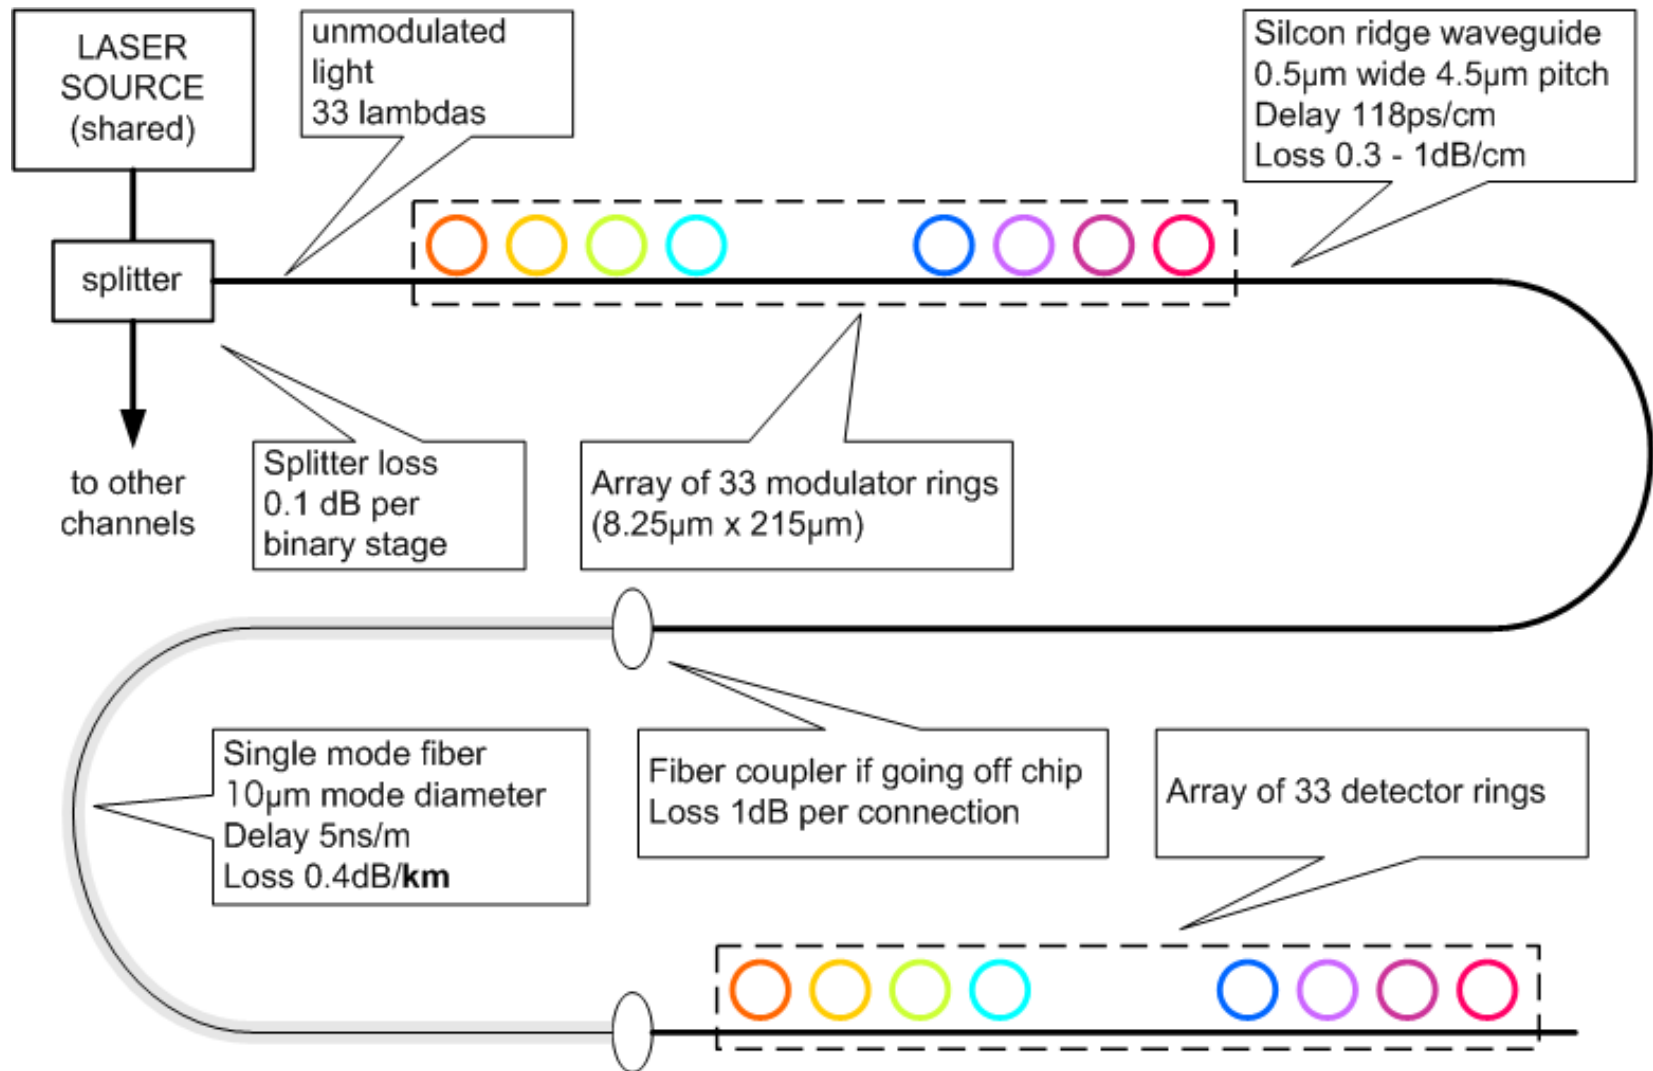 LASER
SOURCE
(shared)
unmodulated
light
33 lambdas
Silcon ridge waveguide
0.5µm wide 4.5µm pitch
Delay 118ps/cm
Loss 0.3 - 1dB/cm
splitter
to other
channels
Splitter loss
0.1 dB per
binary stage
Array of 33 modulator rings
(8.25µm x 215µm)
Single mode fiber
10µm mode diameter
Delay 5ns/m
Loss 0.4dB/km
Fiber coupler if going off chip
Loss 1dB per connection
Array of 33 detector rings